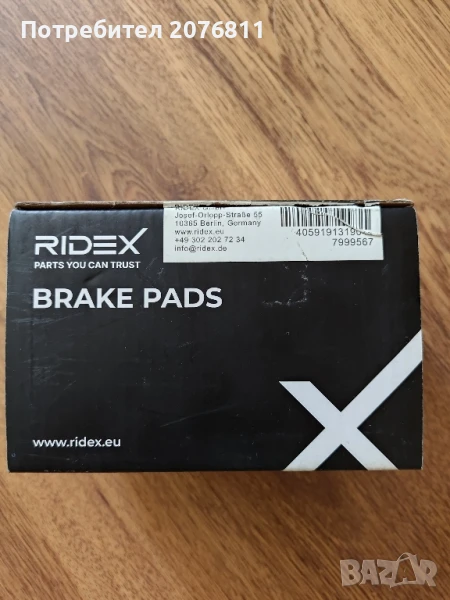 Потребител 2076811
Josef-Orlopp-Straße 55
10365 Berlin, Germany
www.ridex.eu
+49 302 202 72 34
info@ridex.de
7999567
RIDEX
PARTS YOU CAN TRUST
BRAKE PADS
www.ridex.eu
BAZAR